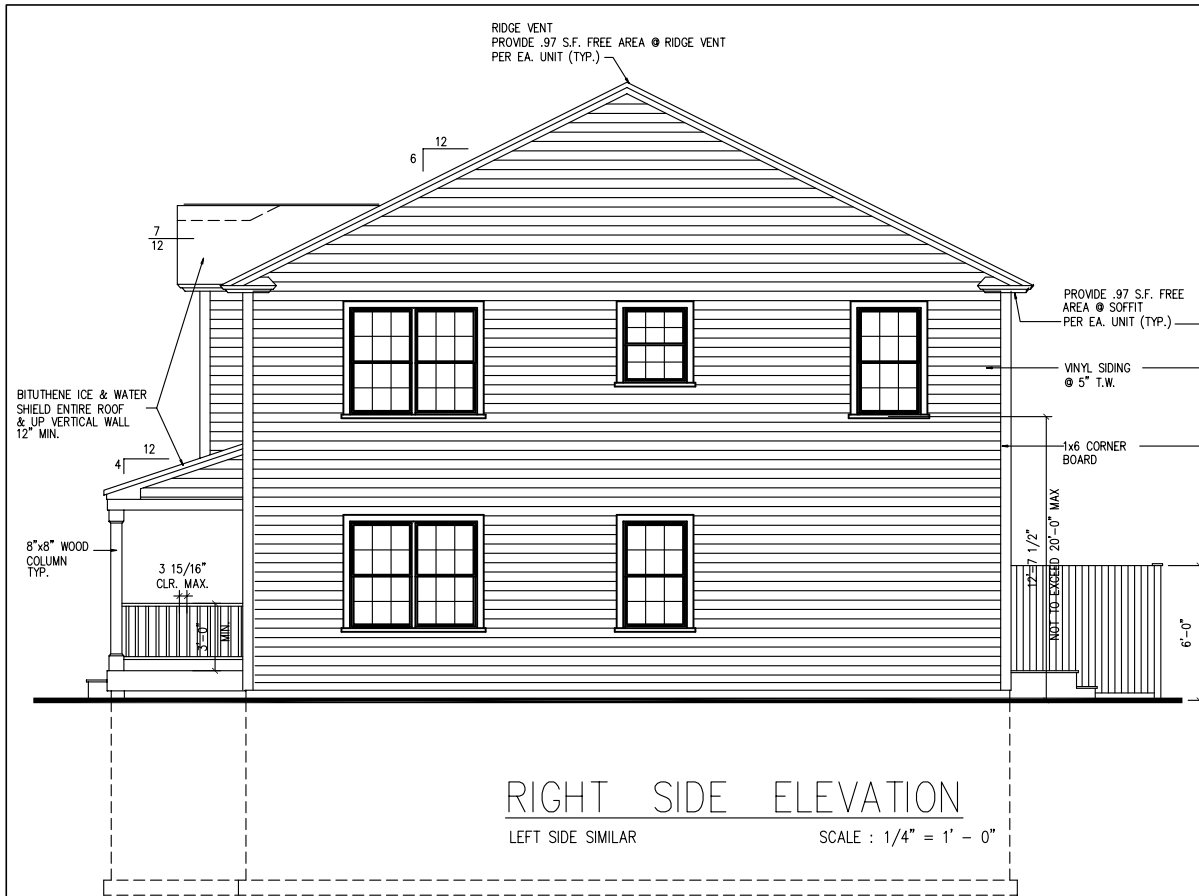 RIDGE VENT
PROVIDE .97 S.F. FREE AREA @ RIDGE VENT
PER EA. UNIT (TYP.)
12
6
7
12
PROVIDE .97 S.F. FREE
AREA @ SOFFIT
PER EA. UNIT (TYP.)
VINYL SIDING
@ 5" T.W.
BITUTHENE ICE & WATER
SHIELD ENTIRE ROOF
& UP VERTICAL WALL
12" MIN.
12
4
1x6 CORNER
BOARD
8"x8" WOOD
COLUMN
TYP.
3 15/16"
CLR. MAX.
3'-0"
MIN.
12'-7 1/2"
NOT TO EXCEED 20'-0" MAX
6'-0"
RIGHT SIDE ELEVATION
LEFT SIDE SIMILAR
SCALE : 1/4" = 1' - 0"